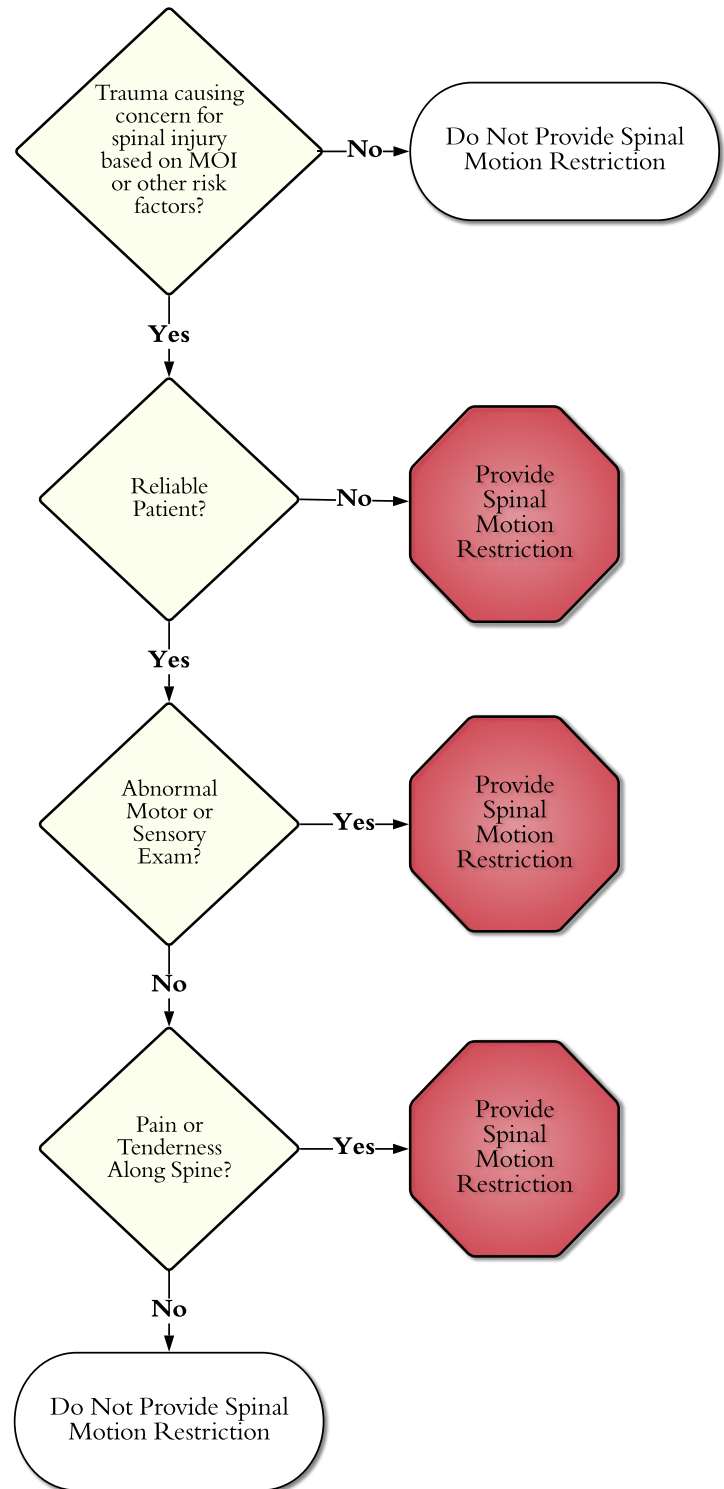 Trauma causing
concern for
spinal injury
based on MOI
or other risk
factors?
No
Do Not Provide Spinal
Motion Restriction
Yes
Reliable
Patient?
No
Provide
Spinal
Motion
Restriction
Yes
Abnormal
Motor or
Sensory
Exam?
Yes
Provide
Spinal
Motion
Restriction
No
Pain or
Tenderness
Along Spine?
Yes
Provide
Spinal
Motion
Restriction
No
Do Not Provide Spinal
Motion Restriction